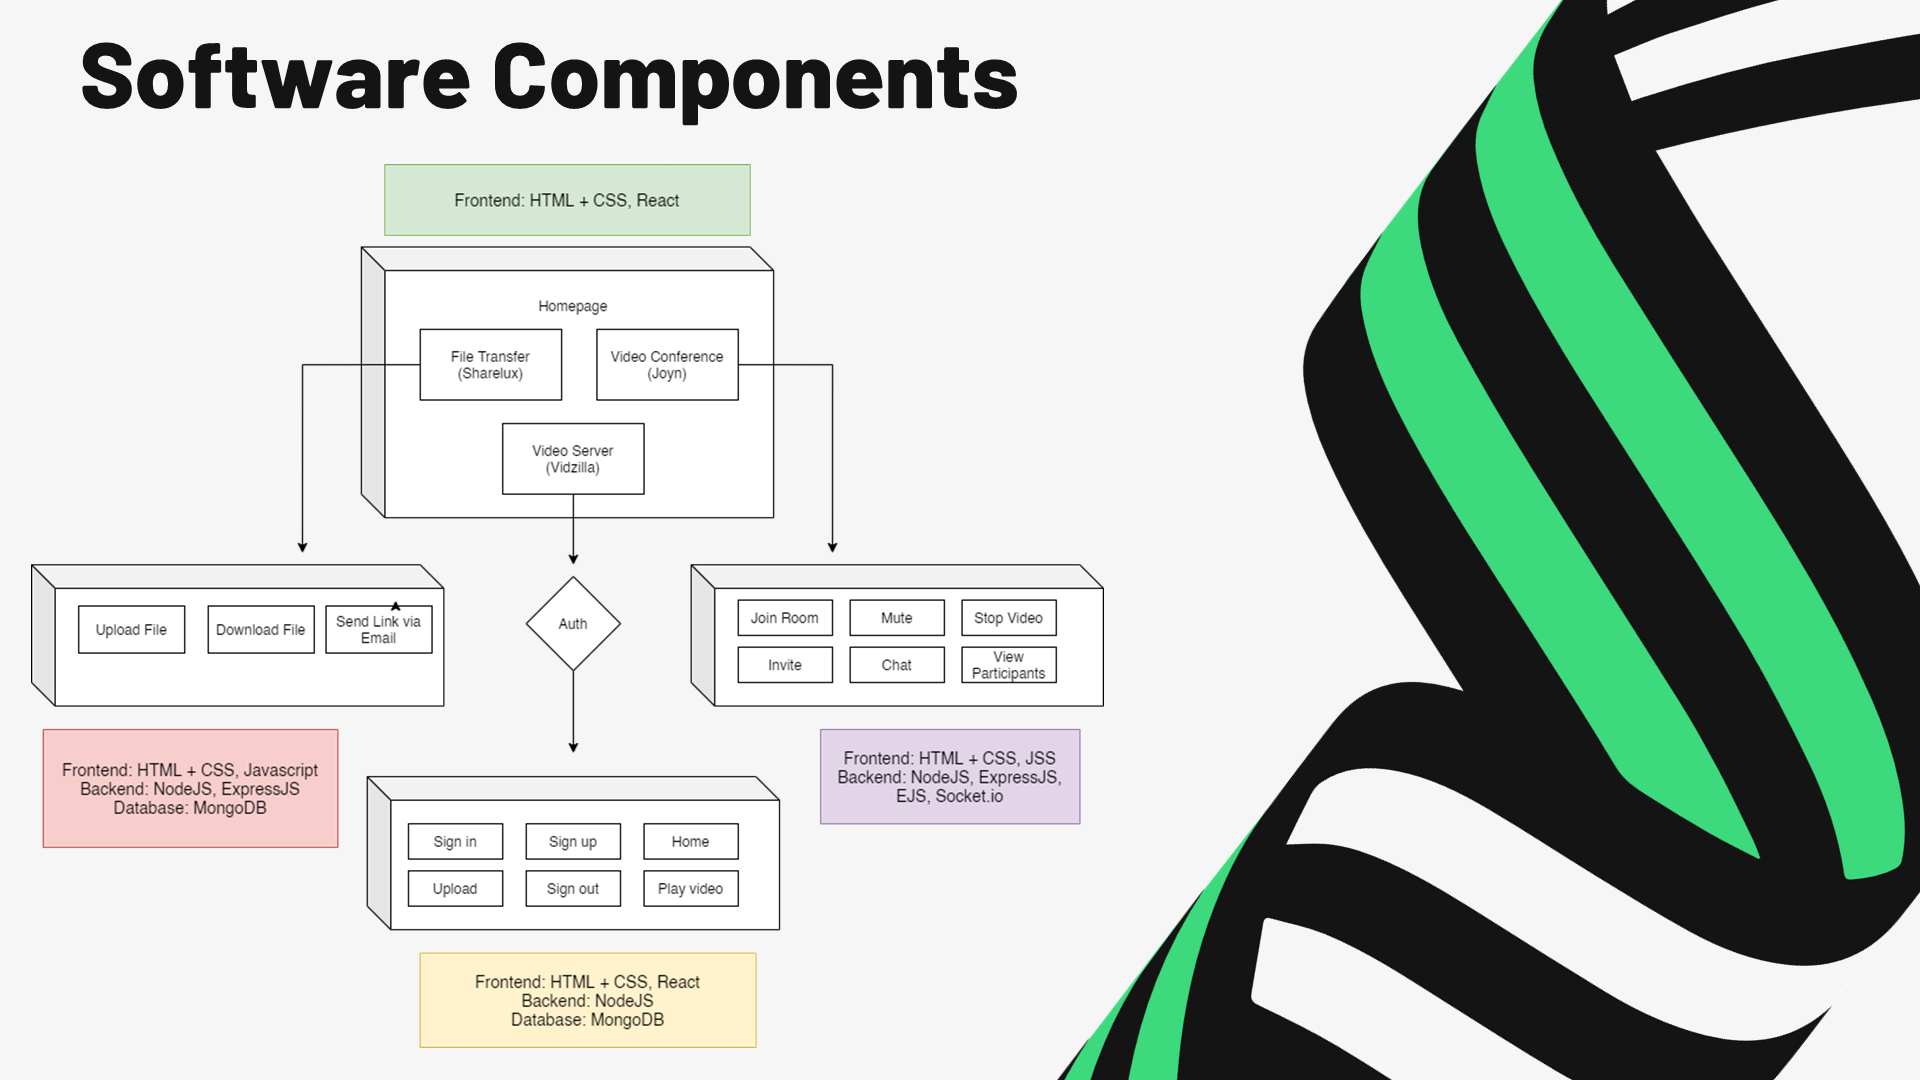 Software Components
Frontend: HTML + CSS, React
Homepage
File Transfer
(Sharelux)
Video Conference
(Joyn)
Video Server
(Vidzilla)
Upload File
Download File
Send Link via
Email
Auth
Join Room
Mute
Stop Video
Invite
Chat
View
Participants
Frontend: HTML + CSS, Javascript
Backend: NodeJS, ExpressJS
Database: MongoDB
Frontend: HTML + CSS, JSS
Backend: NodeJS, ExpressJS,
EJS, Socket.io
Sign in
Sign up
Home
Upload
Sign out
Play video
Frontend: HTML + CSS, React
Backend: NodeJS
Database: MongoDB